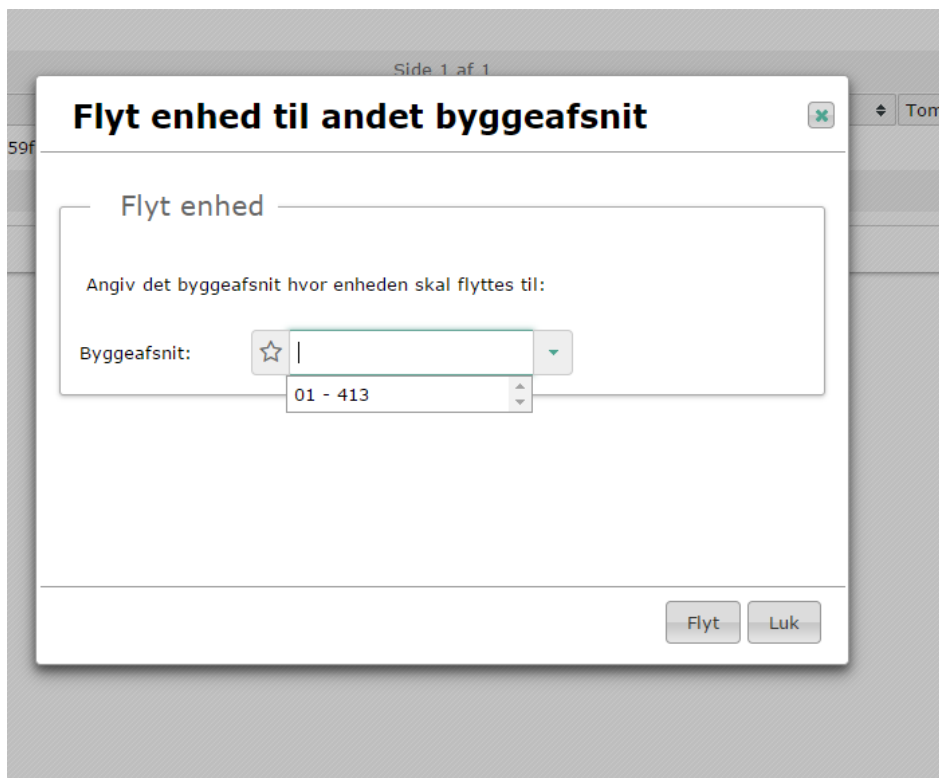 Side 1 af 1
Flyt enhed til andet byggeafsnit
Tom
59f
Flyt enhed
Angiv det byggeafsnit hvor enheden skal flyttes til:
Byggeafsnit:
01 - 413
Flyt
Luk